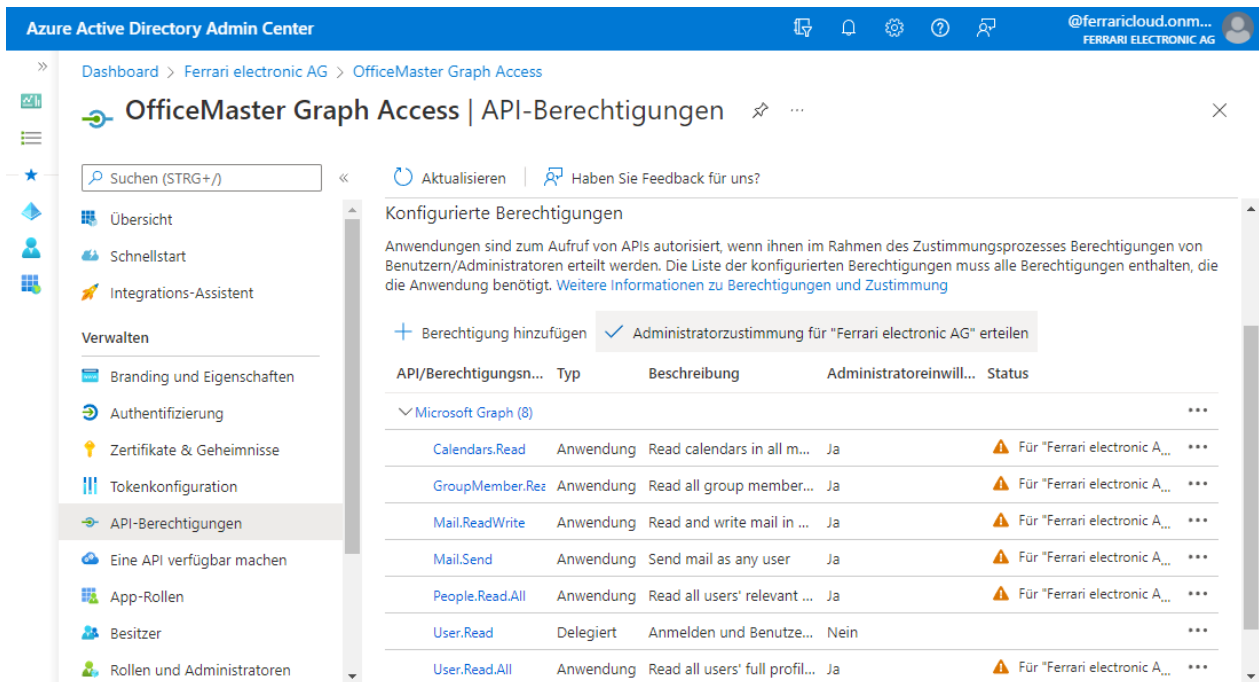 Azure Active Directory Admin Center
@ferraricloud.onm...
FERRARI ELECTRONIC AG
Dashboard > Ferrari electronic AG > OfficeMaster Graph Access
OfficeMaster Graph Access | API-Berechtigungen
Suchen (STRG+/)
Übersicht
Schnellstart
Integrations-Assistent
Verwalten
Branding und Eigenschaften
Authentifizierung
Zertifikate & Geheimnisse
Tokenkonfiguration
API-Berechtigungen
Eine API verfügbar machen
App-Rollen
Besitzer
Rollen und Administratoren
Aktualisieren
Haben Sie Feedback für uns?
Konfigurierte Berechtigungen
Anwendungen sind zum Aufruf von APIs autorisiert, wenn ihnen im Rahmen des Zustimmungsprozesses Berechtigungen von
Benutzern/Administratoren erteilt werden. Die Liste der konfigurierten Berechtigungen muss alle Berechtigungen enthalten, die
die Anwendung benötigt. Weitere Informationen zu Berechtigungen und Zustimmung
Berechtigung hinzufügen
Administratorzustimmung für "Ferrari electronic AG" erteilen
API/Berechtigungsn... Typ Beschreibung Administratoreinwill... Status
Microsoft Graph (8)
Calendars.Read Anwendung Read calendars in all m... Ja Für "Ferrari electronic A...
GroupMember.Rea Anwendung Read all group member... Ja Für "Ferrari electronic A...
Mail.ReadWrite Anwendung Read and write mail in ... Ja Für "Ferrari electronic A...
Mail.Send Anwendung Send mail as any user Ja Für "Ferrari electronic A...
People.Read.All Anwendung Read all users' relevant ... Ja Für "Ferrari electronic A...
User.Read Delegiert Anmelden und Benutze... Nein
User.Read.All Anwendung Read all users' full profil... Ja Für "Ferrari electronic A...